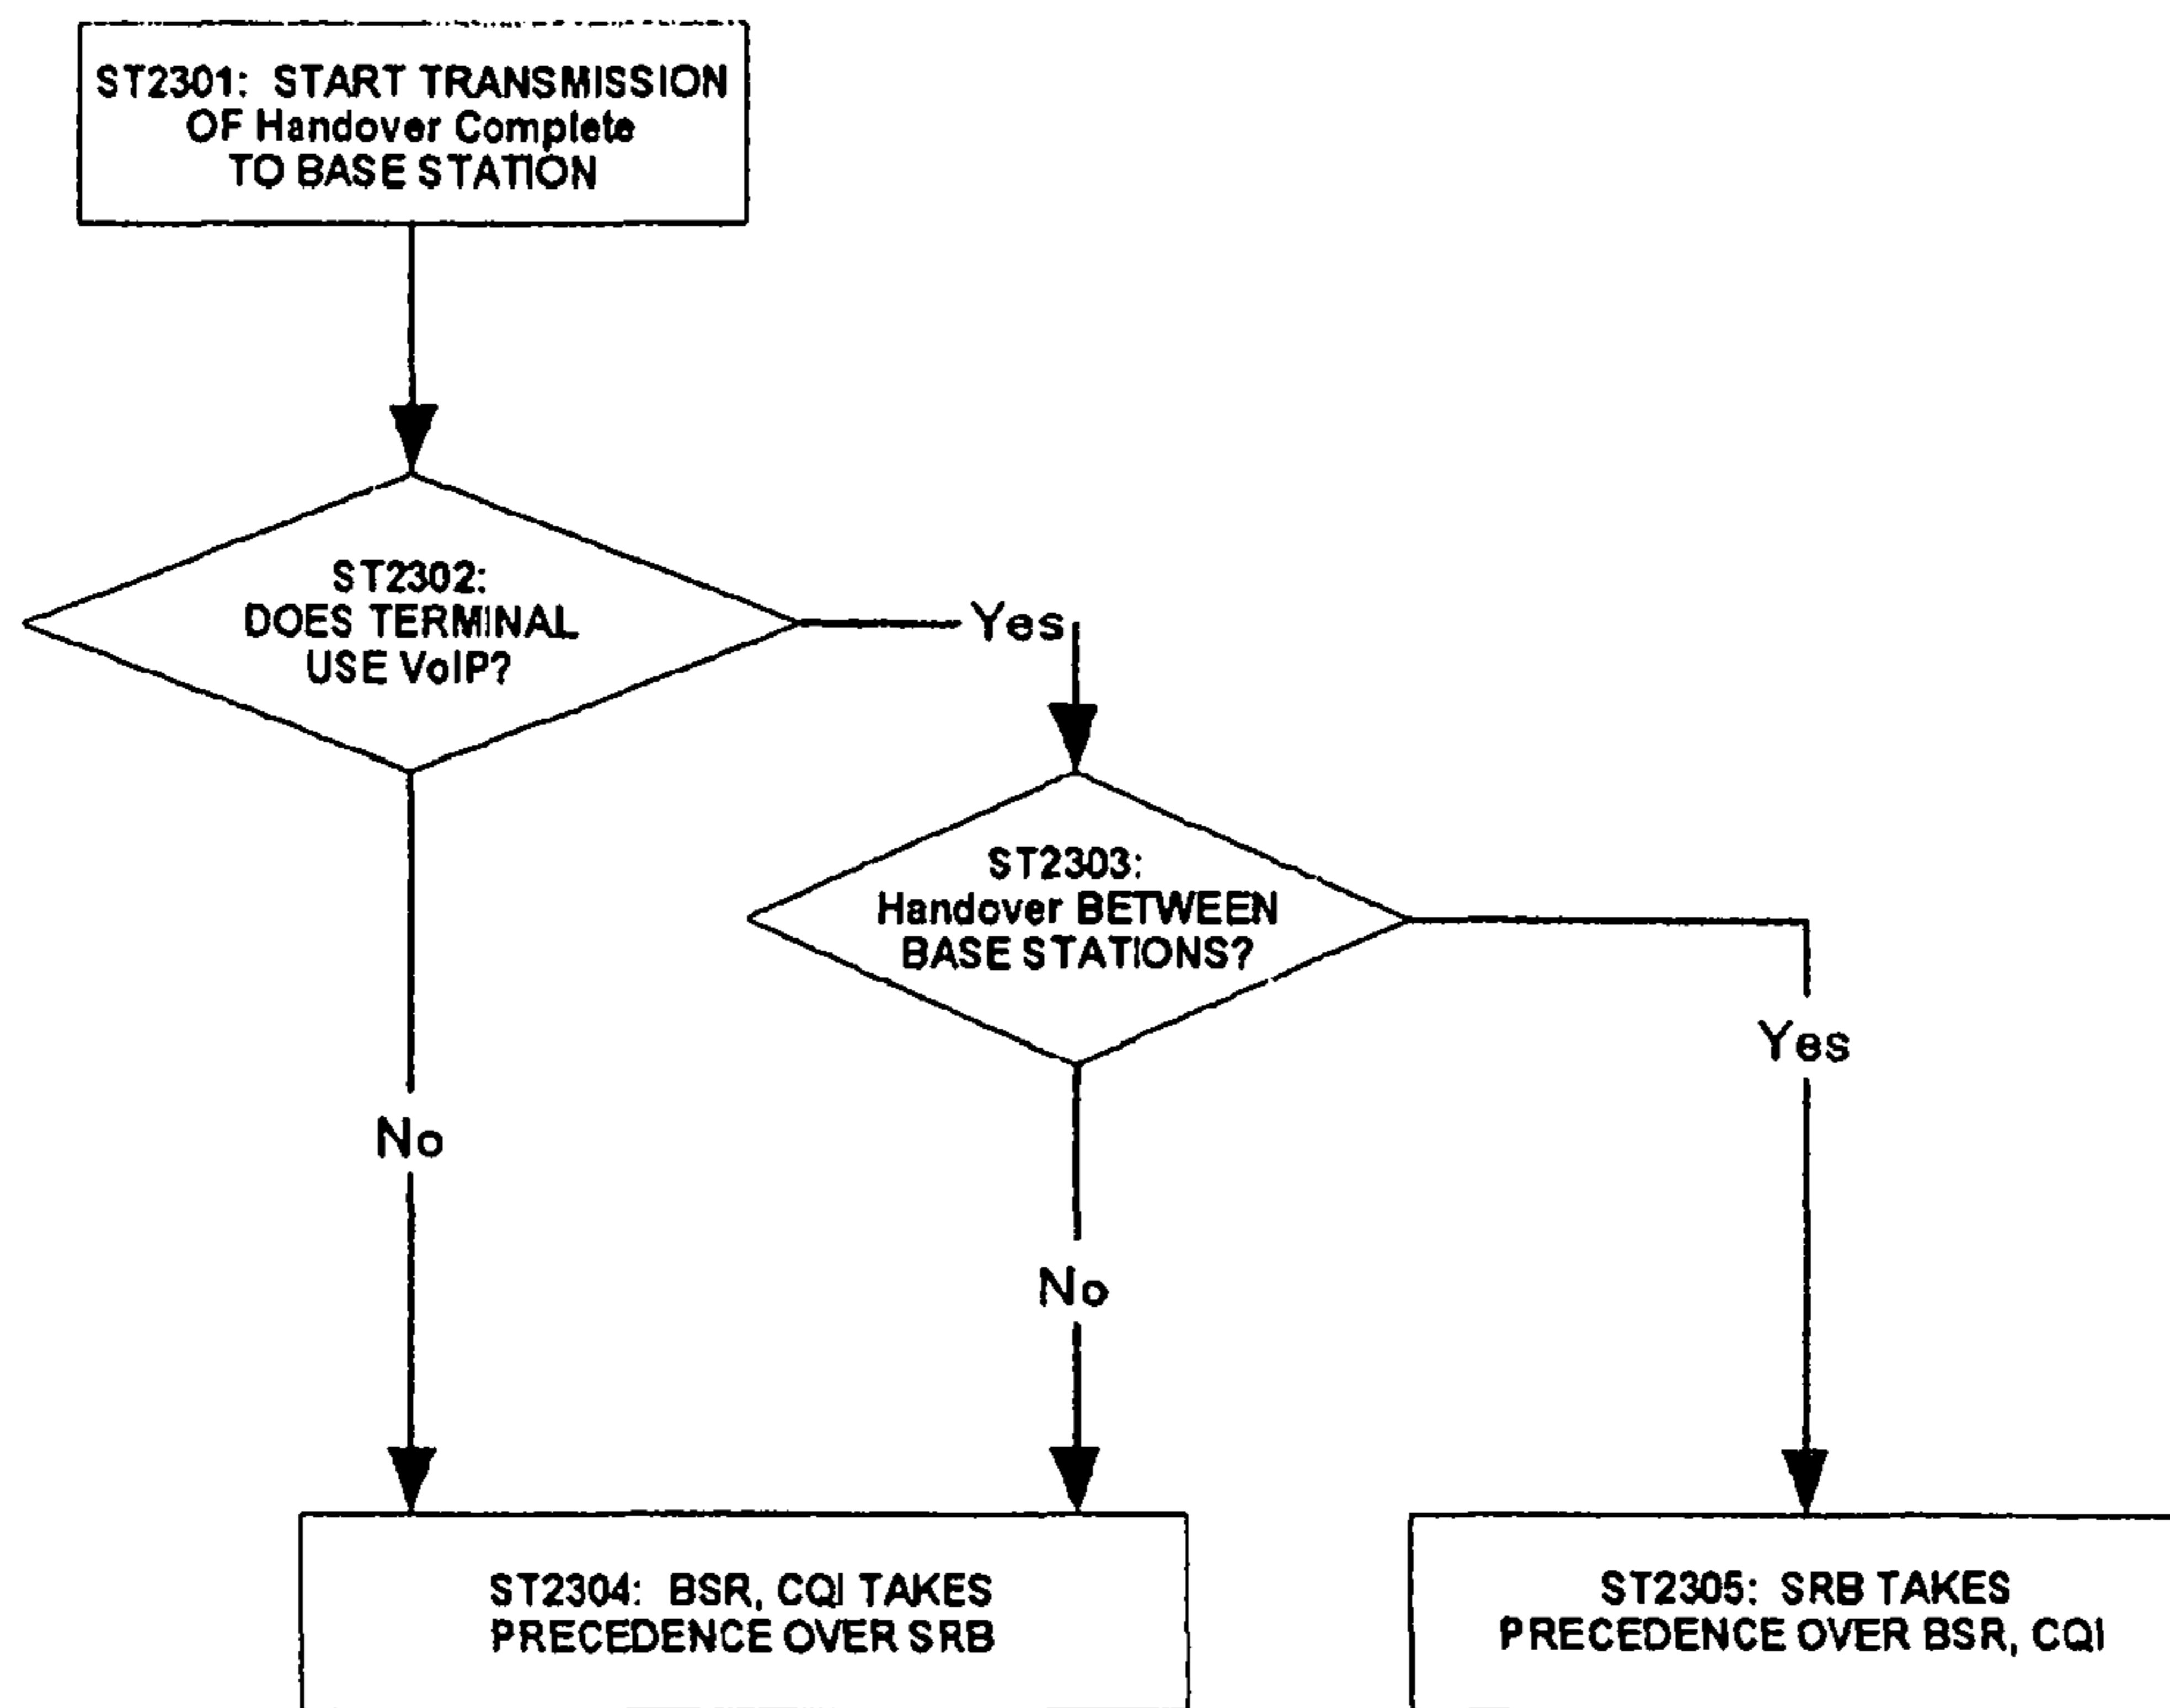 ST2301: START TRANSMISSION
OF Handover Complete
TO BASE STATION
ST2302:
DOES TERMINAL
USE VoIP?
Yes
ST2303:
Handover BETWEEN
BASE STATIONS?
Yes
No
No
ST2304: BSR, CQI TAKES
PRECEDENCE OVER SRB
ST2305: SRB TAKES
PRECEDENCE OVER BSR, CQI